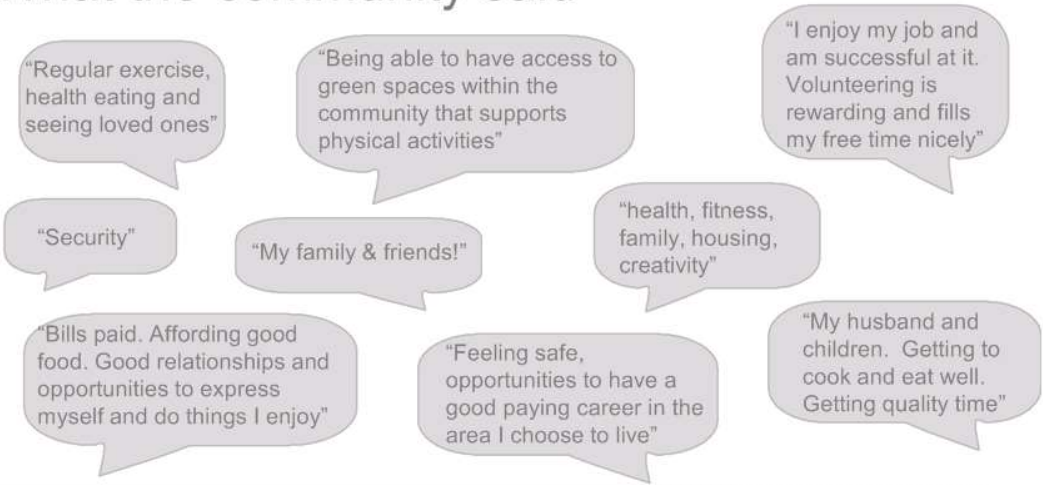 “Regular exercise,
health eating and
seeing loved ones”
“Being able to have access to
green spaces within the
community that supports
physical activities”
“I enjoy my job and
am successful at it.
Volunteering is
rewarding and fills
my free time nicely”
“Security”
“My family & friends!”
“health, fitness,
family, housing,
creativity”
“Bills paid. Affording good
food. Good relationships and
opportunities to express
myself and do things I enjoy”
“Feeling safe,
opportunities to have a
good paying career in the
area I choose to live”
“My husband and
children.  Getting to
cook and eat well.
Getting quality time”